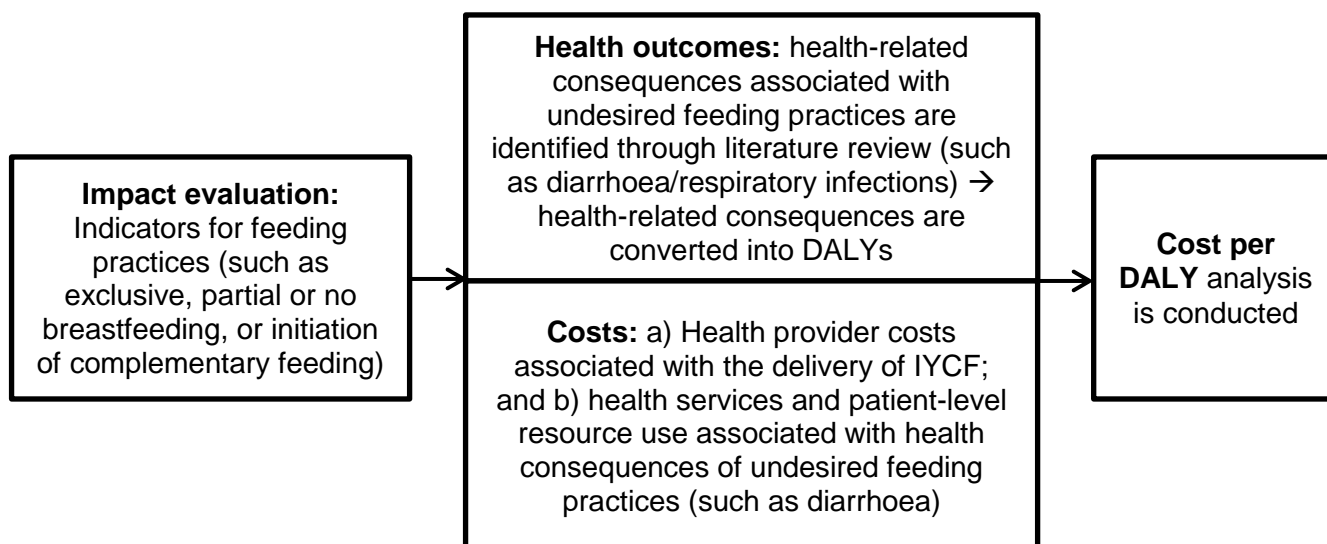 Impact evaluation:
Indicators for feeding
practices (such as
exclusive, partial or no
breastfeeding, or initiation
of complementary feeding)
Health outcomes: health-related
consequences associated with
undesired feeding practices are
identified through literature review (such
as diarrhoea/respiratory infections) →
health-related consequences are
converted into DALYs
Costs: a) Health provider costs
associated with the delivery of IYCF;
and b) health services and patient-level
resource use associated with health
consequences of undesired feeding
practices (such as diarrhoea)
Cost per
DALY analysis
is conducted